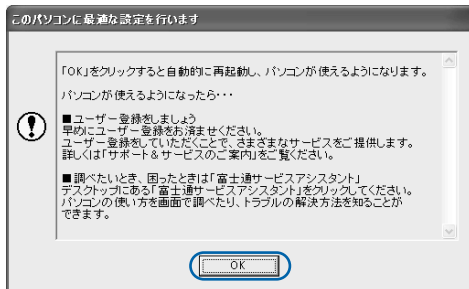 このパソコンに最適な設定を行います
「OK」をクリックすると自動的に再起動し、パソコンが使えるようになります。
パソコンが使えるようになったら・・・
■ユーザー登録をしましょう
早めにユーザー登録をお済ませください。
ユーザー登録をしていただくことで、さまざまなサービスをご提供します。
詳しくは「サポート&サービスのご案内」をご覧ください。
■調べたいとき、困ったときは「富士通サービスアシスタント」
デスクトップにある「富士通サービスアシスタント」をクリックしてください。
パソコンの使い方を画面で調べたり、トラブルの解決方法を知ることが
できます。
OK